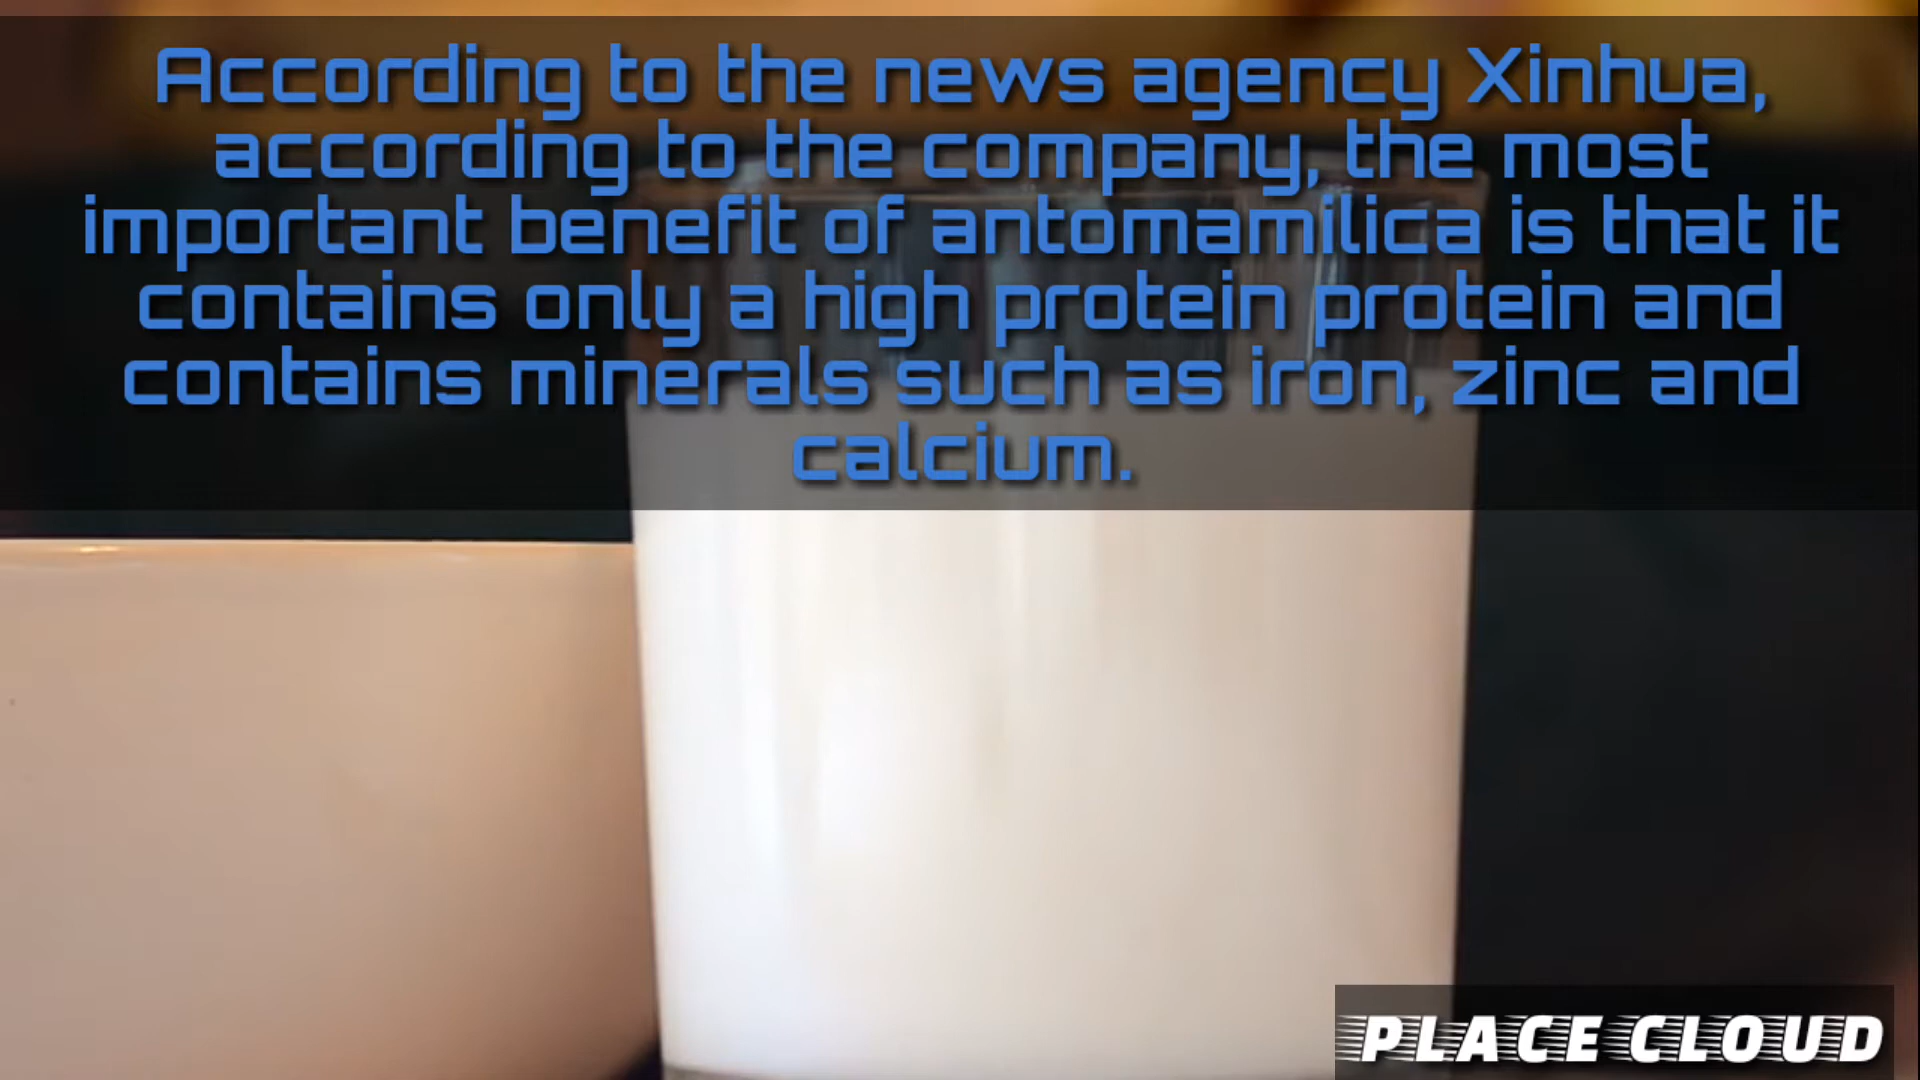 According to the news agency Xinhua,
according to the company, the most
important benefit of antomamilica is that it
contains only a high protein protein and
contains minerals such as iron, zinc and
calcium.
PLACE CLOUD